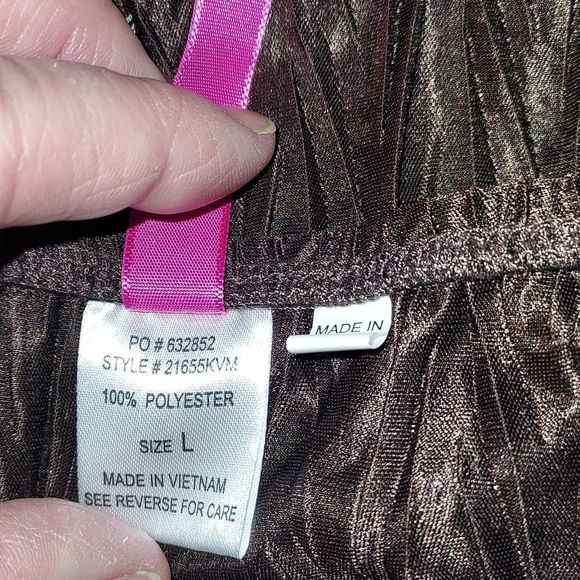 PO # 632852
STYLE # 21655KVM
100% POLYESTER
SIZE L
MADE IN VIETNAM
SEE REVERSE FOR CARE
MADE IN